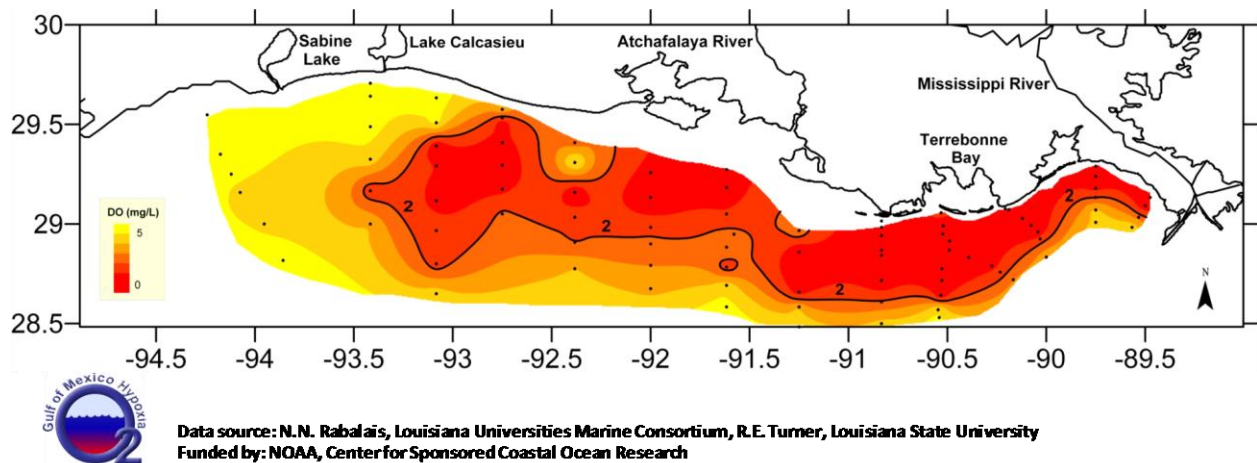 30
29.5
29
28.5
Sabine
Lake
Lake Calcasieu
Atchafalaya River
Mississippi River
Terrebonne
Bay
DO (mg/L)
5
0
2
2
2
2
N
-94.5 -94 -93.5 -93 -92.5 -92 -91.5 -91 -90.5 -90 -89.5
Gulf of Mexico Hypoxia
O2
Data source: N.N. Rabalais, Louisiana Universities Marine Consortium, R.E. Turner, Louisiana State University
Funded by: NOAA, Center for Sponsored Coastal Ocean Research